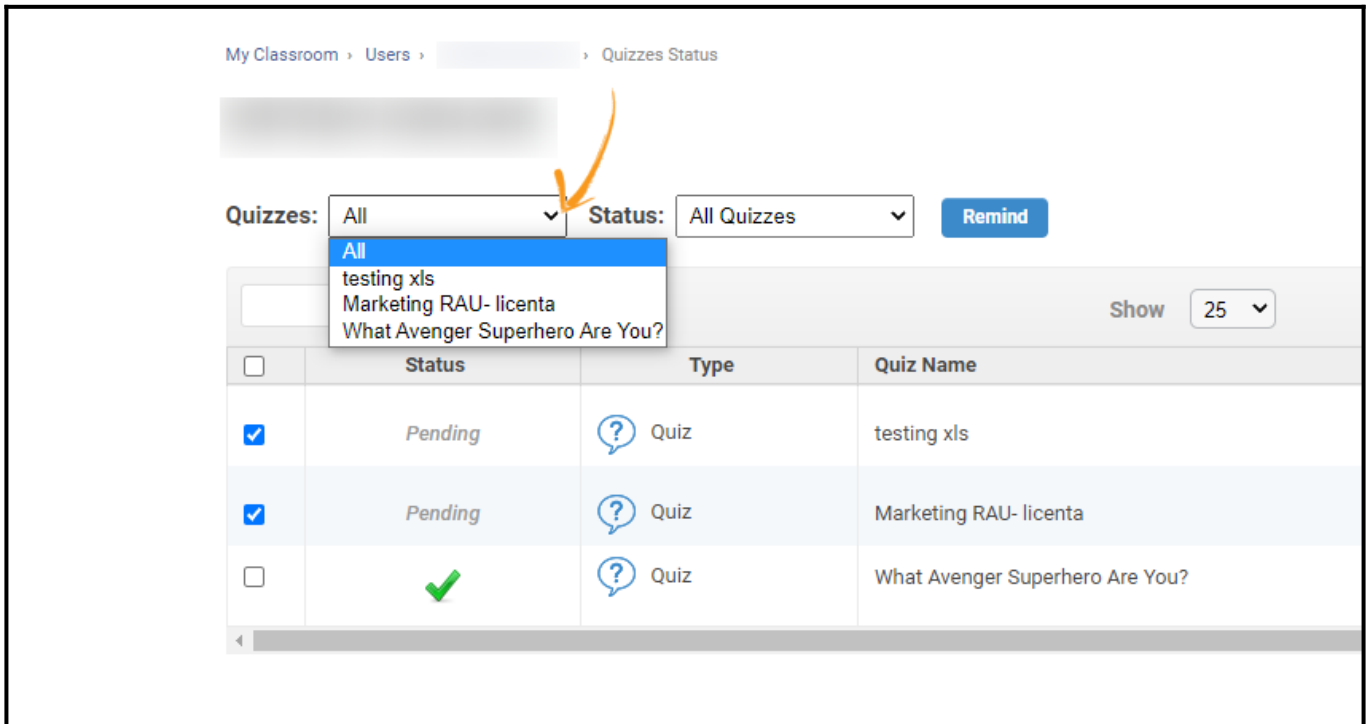 My Classroom › Users › › Quizzes Status
Quizzes: All Status: All Quizzes Remind
All
testing xls
Marketing RAU- licenta
What Avenger Superhero Are You?
Show 25
Status Type Quiz Name
Pending ? Quiz testing xls
Pending ? Quiz Marketing RAU- licenta
? Quiz What Avenger Superhero Are You?